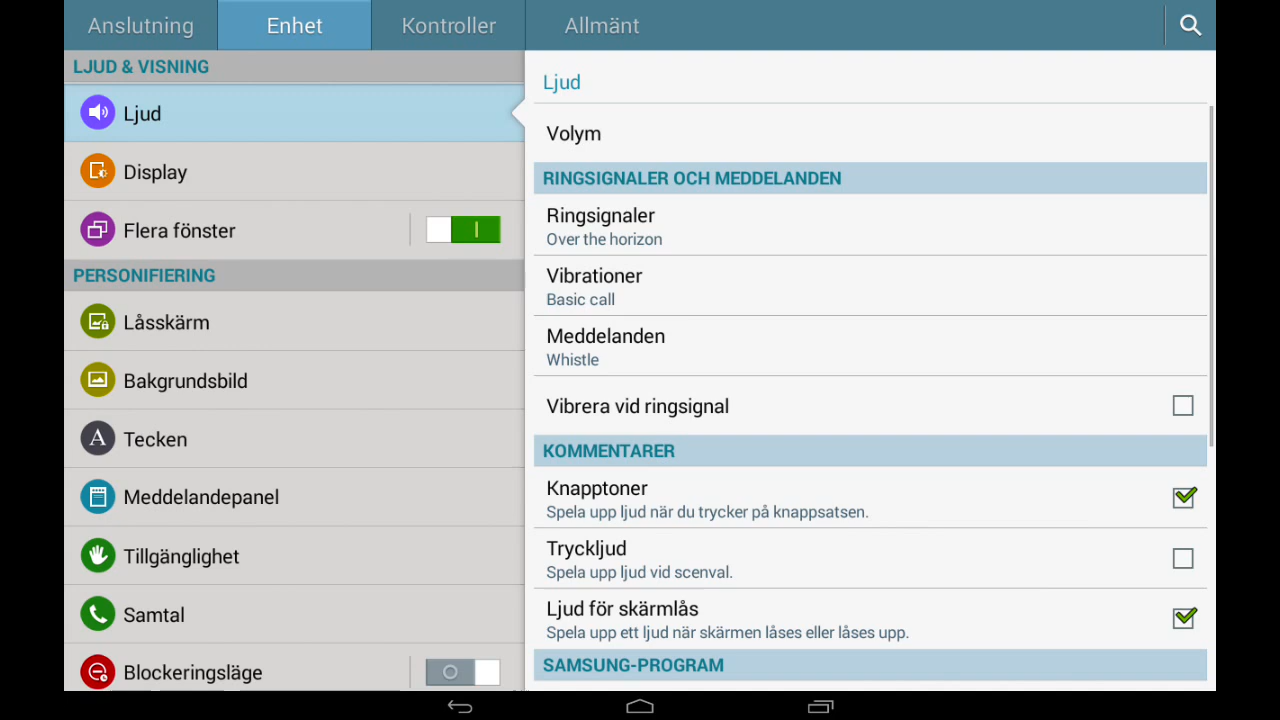 Anslutning
Enhet
Kontroller
Allmänt
LJUD & VISNING
Ljud
Display
Flera fönster
PERSONIFIERING
Låsskärm
Bakgrundsbild
Tecken
Meddelandepanel
Tillgänglighet
Samtal
Blockeringsläge
Ljud
Volym
RINGSIGNALER OCH MEDDELANDEN
Ringsignaler
Over the horizon
Vibrationer
Basic call
Meddelanden
Whistle
Vibrera vid ringsignal
KOMMENTARER
Knapptoner
Spela upp ljud när du trycker på knappsatsen.
Tryckljud
Spela upp ljud vid scenval.
Ljud för skärmlås
Spela upp ett ljud när skärmen låses eller låses upp.
SAMSUNG-PROGRAM